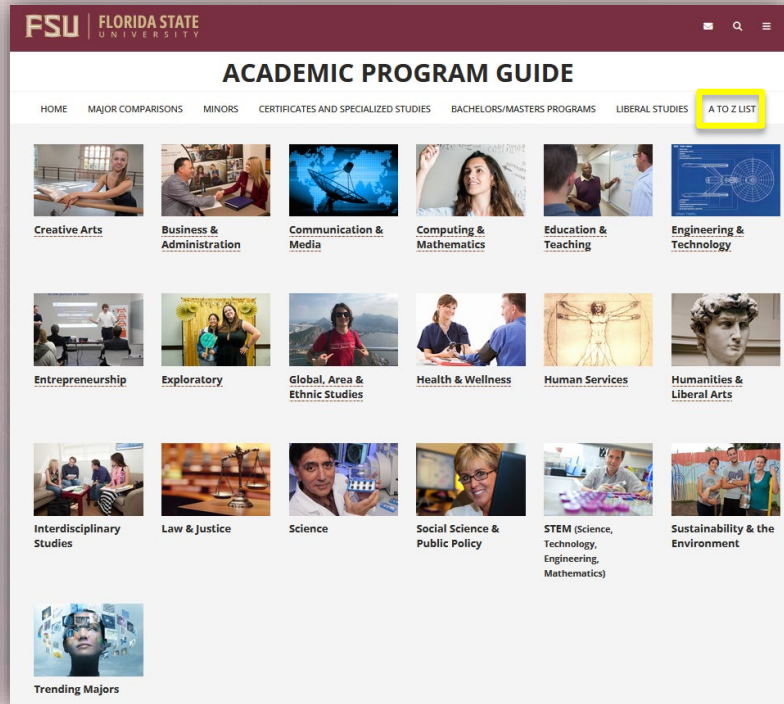 FSU FLORIDA STATE
UNIVERSITY
ACADEMIC PROGRAM GUIDE
HOME MAJOR COMPARISONS MINORS CERTIFICATES AND SPECIALIZED STUDIES BACHELORS/MASTERS PROGRAMS LIBERAL STUDIES A TO Z LIST
Creative Arts
Business &
Administration
Communication &
Media
Computing &
Mathematics
Education &
Teaching
Engineering &
Technology
Entrepreneurship
Exploratory
Global, Area &
Ethnic Studies
Health & Wellness
Human Services
Humanities &
Liberal Arts
Interdisciplinary
Studies
Law & Justice
Science
Social Science &
Public Policy
STEM (Science,
Technology,
Engineering,
Mathematics)
Sustainability & the
Environment
Trending Majors